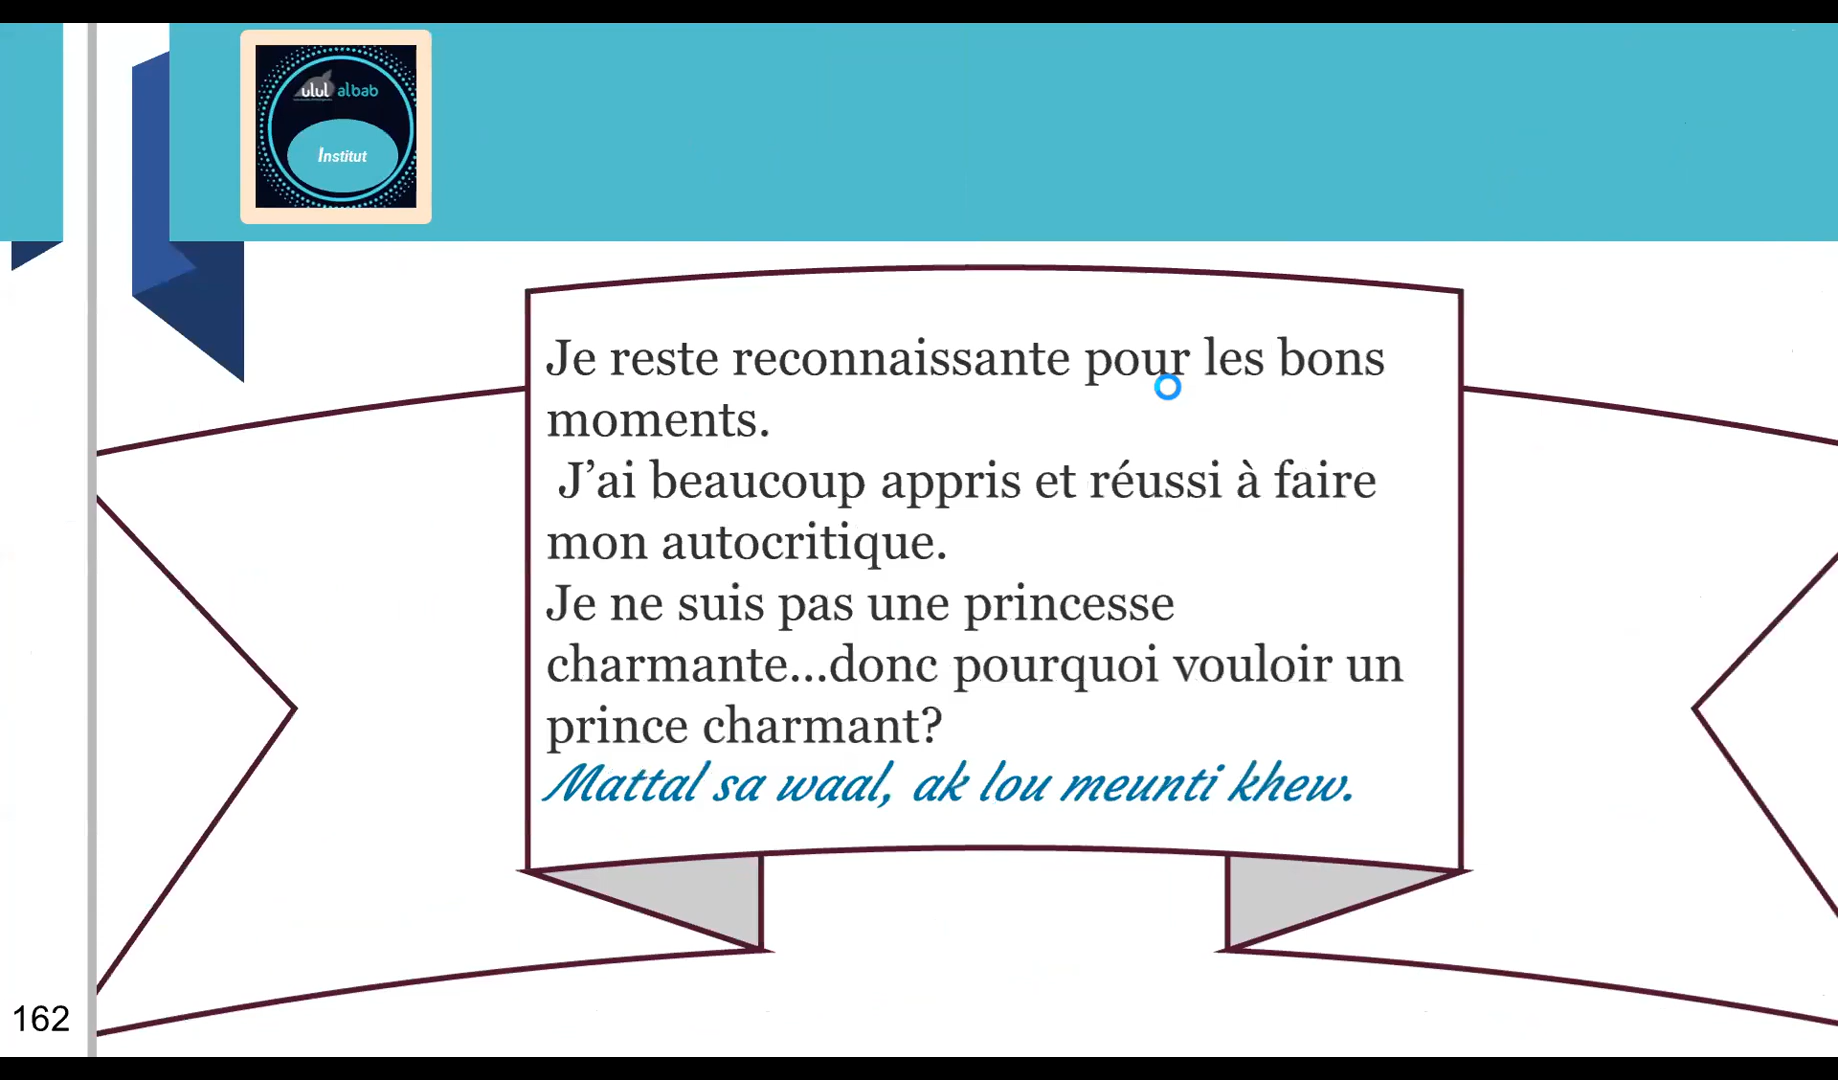 ulul albab
Institut
Je reste reconnaissante pour les bons
moments.
J’ai beaucoup appris et réussi à faire
mon autocritique.
Je ne suis pas une princesse
charmante...donc pourquoi vouloir un
prince charmant?
Mattal sa waal, ak lou meunti khew.
162